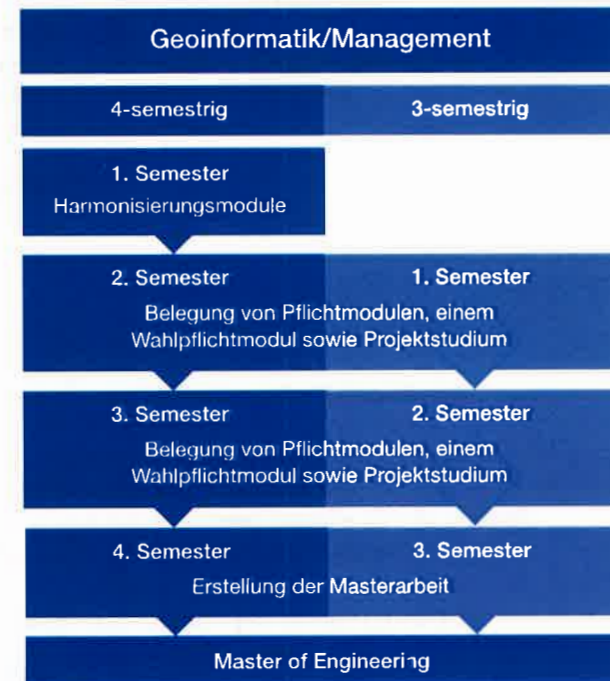 Geoinformatik/Management
4-semestrig 3-semestrig
1. Semester
Harmonisierungsmodule
2. Semester 1. Semester
Belegung von Pflichtmodulen, einem
Wahlpflichtmodul sowie Projektstudium
3. Semester 2. Semester
Belegung von Pflichtmodulen, einem
Wahlpflichtmodul sowie Projektstudium
4. Semester 3. Semester
Erstellung der Masterarbeit
Master of Engineering